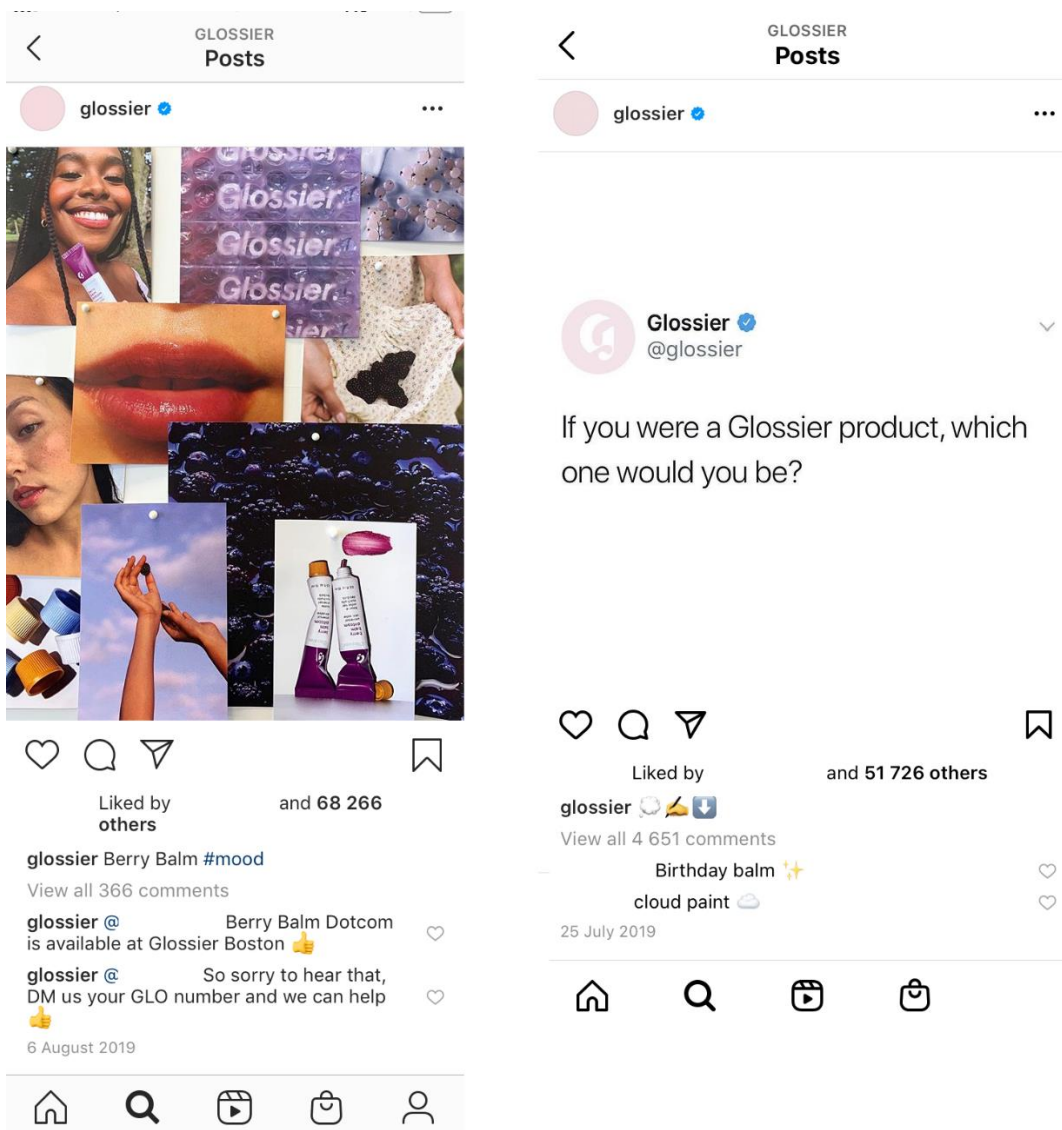 GLOSSIER
Posts
glossier
Glossier.
Glossier.
Glossier.
Glossier.
Liked by and 68 266
others
glossier Berry Balm #mood
View all 366 comments
glossier @ Berry Balm Dotcom
is available at Glossier Boston 👍
glossier @ So sorry to hear that,
DM us your GLO number and we can help
👍
6 August 2019
GLOSSIER
Posts
glossier
Glossier
@glossier
If you were a Glossier product, which
one would you be?
Liked by and 51 726 others
glossier 💭✍️⬇️
View all 4 651 comments
Birthday balm ✨
cloud paint ☁️
25 July 2019